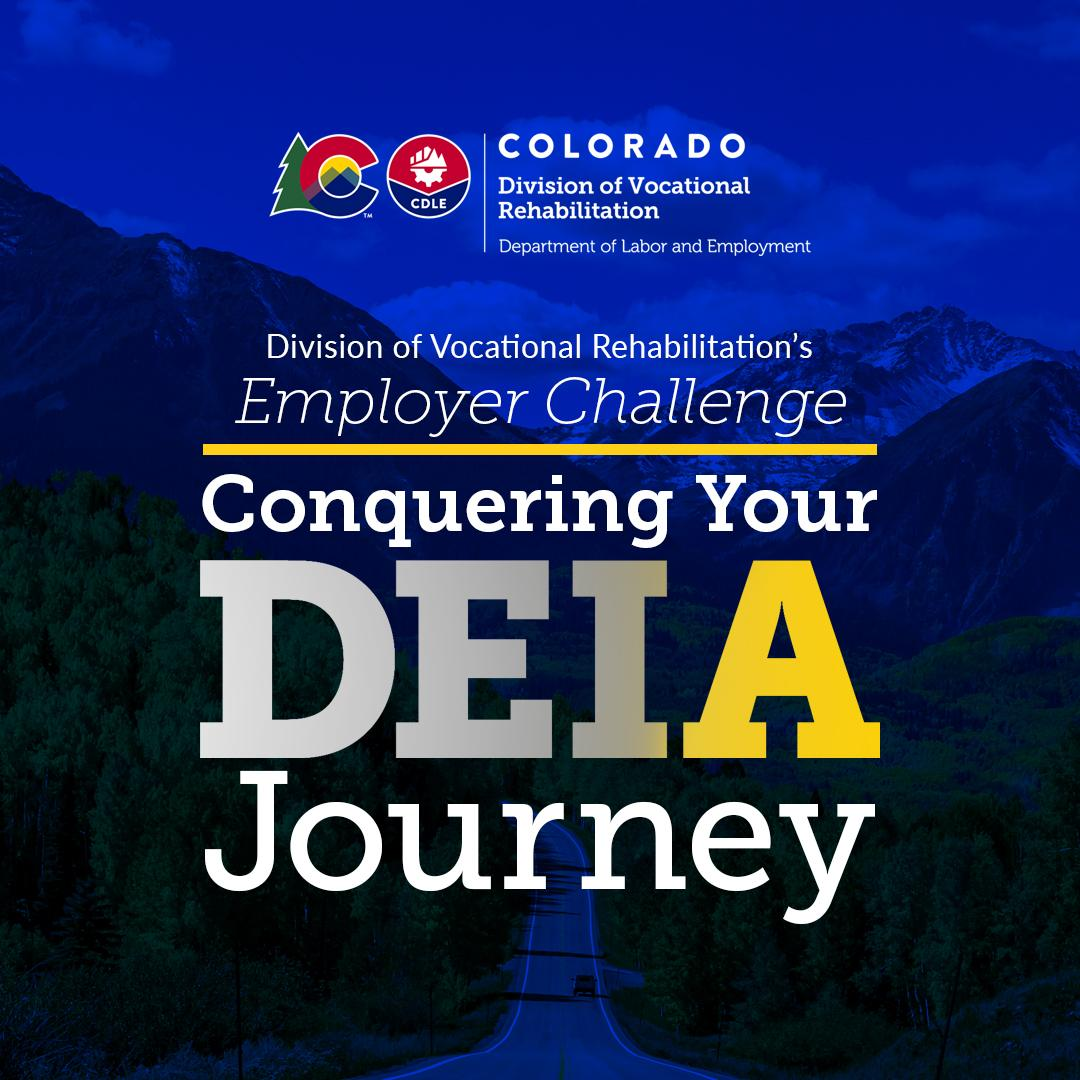 COLORADO
Division of Vocational
Rehabilitation
Department of Labor and Employment
CDLE
TM
Division of Vocational Rehabilitation's
Employer Challenge
Conquering Your
DEIA
Journey